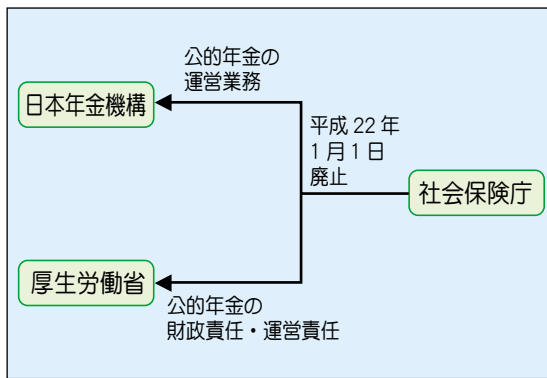 公的年金の
運営業務
日本年金機構
平成 22 年
1 月 1 日
廃止
社会保険庁
厚生労働省
公的年金の
財政責任・運営責任